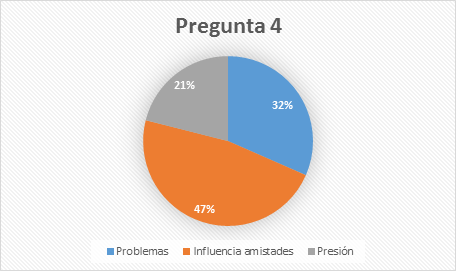 Pregunta 4
21%
32%
47%
Problemas Influencia amistades Presión